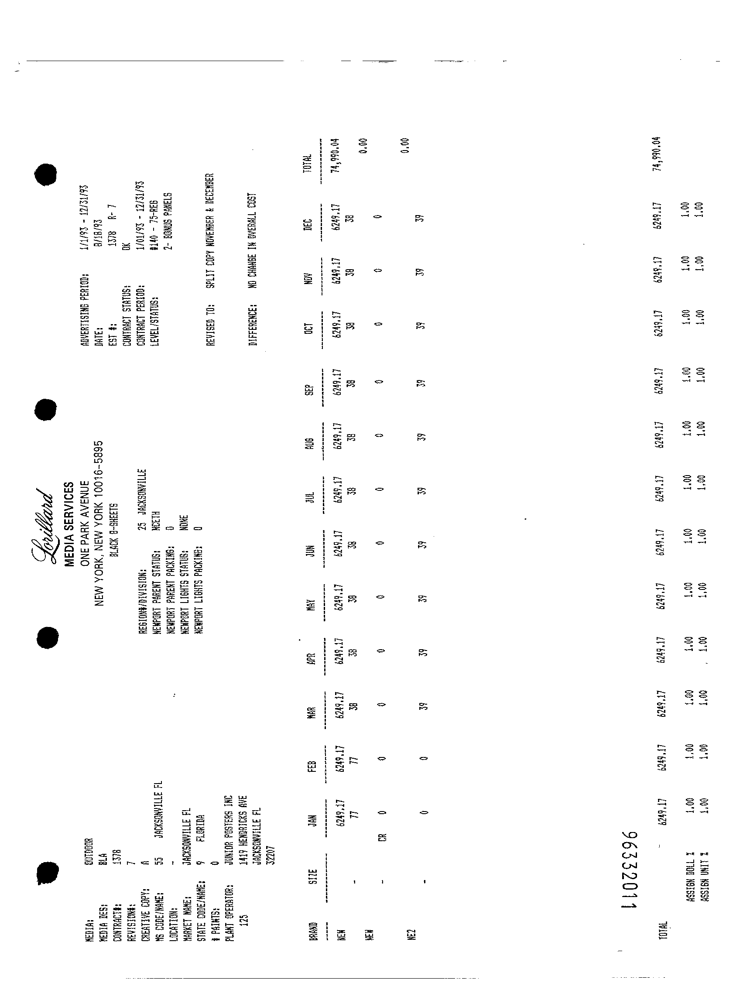 Lorillard
MEDIA SERVICES
ONE PARK AVENUE
NEW YORK, NEW YORK 10016-5895
BLACK 8-SHEETS
MEDIA: OUTDOOR
MEDIA DES: BLA
CONTRACT#: 1378
REVISION#: 7
CREATIVE COPY: A
MS CODE/NAME: 55 JACKSONVILLE FL
LOCATION: -
MARKET NAME: JACKSONVILLE FL
STATE CODE/NAME: 9 FLORIDA
# PAINTS: 0
PLANT OPERATOR: JUNIOR POSTERS INC
125 1419 HENDRICKS AVE
JACKSONVILLE FL
32207
REGION#/DIVISION: 25 JACKSONVILLE
NEWPORT PARENT STATUS: NCETH
NEWPORT PARENT PACKING: 0
NEWPORT LIGHTS STATUS: NONE
NEWPORT LIGHTS PACKING: 0
ADVERTISING PERIOD: 1/1/93 - 12/31/93
DATE: 8/18/93
EST #: 1378 R- 7
CONTRACT STATUS: OK
CONTRACT PERIOD: 1/01/93 - 12/31/93
LEVEL/STATUS: #140 - 75-REG
2- BONUS PANELS
REVISED TO: SPLIT COPY NOVEMBER & DECEMBER
DIFFERENCE: NO CHANGE IN OVERALL COST
BRAND SIZE JAN FEB MAR APR MAY JUN JUL AUG SEP OCT NOV DEC TOTAL
NEW - 6249.17 6249.17 6249.17 6249.17 6249.17 6249.17 6249.17 6249.17 6249.17 6249.17 6249.17 6249.17 74,990.04
77 77 38 38 38 38 38 38 38 38 38 38
NEW - CR 0 0 0 0 0 0 0 0 0 0 0 0 0.00
NE2 - 0 0 39 39 39 39 39 39 39 39 39 39 0.00
96332011
TOTAL - 6249.17 6249.17 6249.17 6249.17 6249.17 6249.17 6249.17 6249.17 6249.17 6249.17 6249.17 6249.17 74,990.04
ASSIGN DOLL % 1.00 1.00 1.00 1.00 1.00 1.00 1.00 1.00 1.00 1.00 1.00 1.00
ASSIGN UNIT % 1.00 1.00 1.00 1.00 1.00 1.00 1.00 1.00 1.00 1.00 1.00 1.00